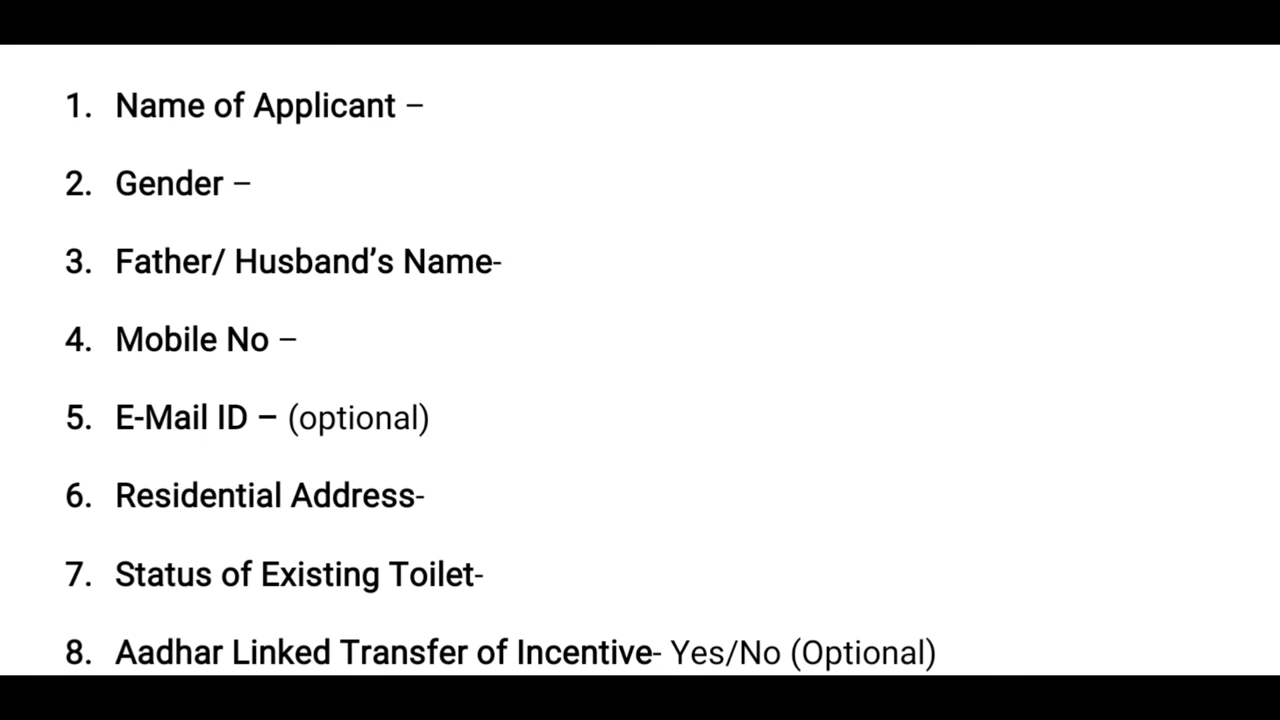 1. Name of Applicant –
2. Gender –
3. Father/ Husband’s Name-
4. Mobile No –
5. E-Mail ID – (optional)
6. Residential Address-
7. Status of Existing Toilet-
8. Aadhar Linked Transfer of Incentive- Yes/No (Optional)